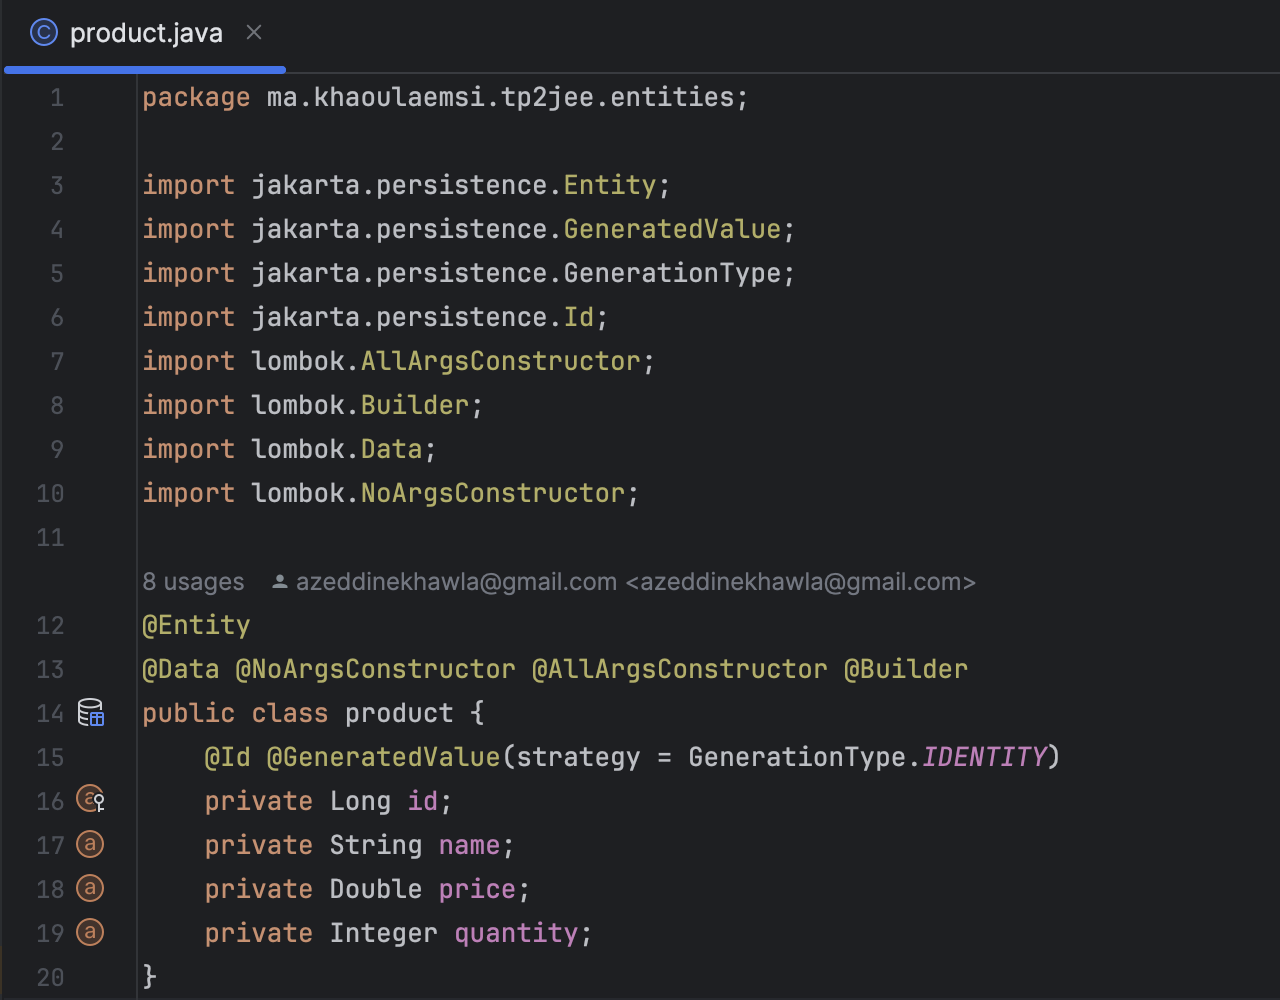 product.java
1 package ma.khaoulaemsi.tp2jee.entities;
2
3 import jakarta.persistence.Entity;
4 import jakarta.persistence.GeneratedValue;
5 import jakarta.persistence.GenerationType;
6 import jakarta.persistence.Id;
7 import lombok.AllArgsConstructor;
8 import lombok.Builder;
9 import lombok.Data;
10 import lombok.NoArgsConstructor;
11
8 usages azeddinekhawla@gmail.com <azeddinekhawla@gmail.com>
12 @Entity
13 @Data @NoArgsConstructor @AllArgsConstructor @Builder
14 public class product {
15 @Id @GeneratedValue(strategy = GenerationType.IDENTITY)
16 private Long id;
17 private String name;
18 private Double price;
19 private Integer quantity;
20 }